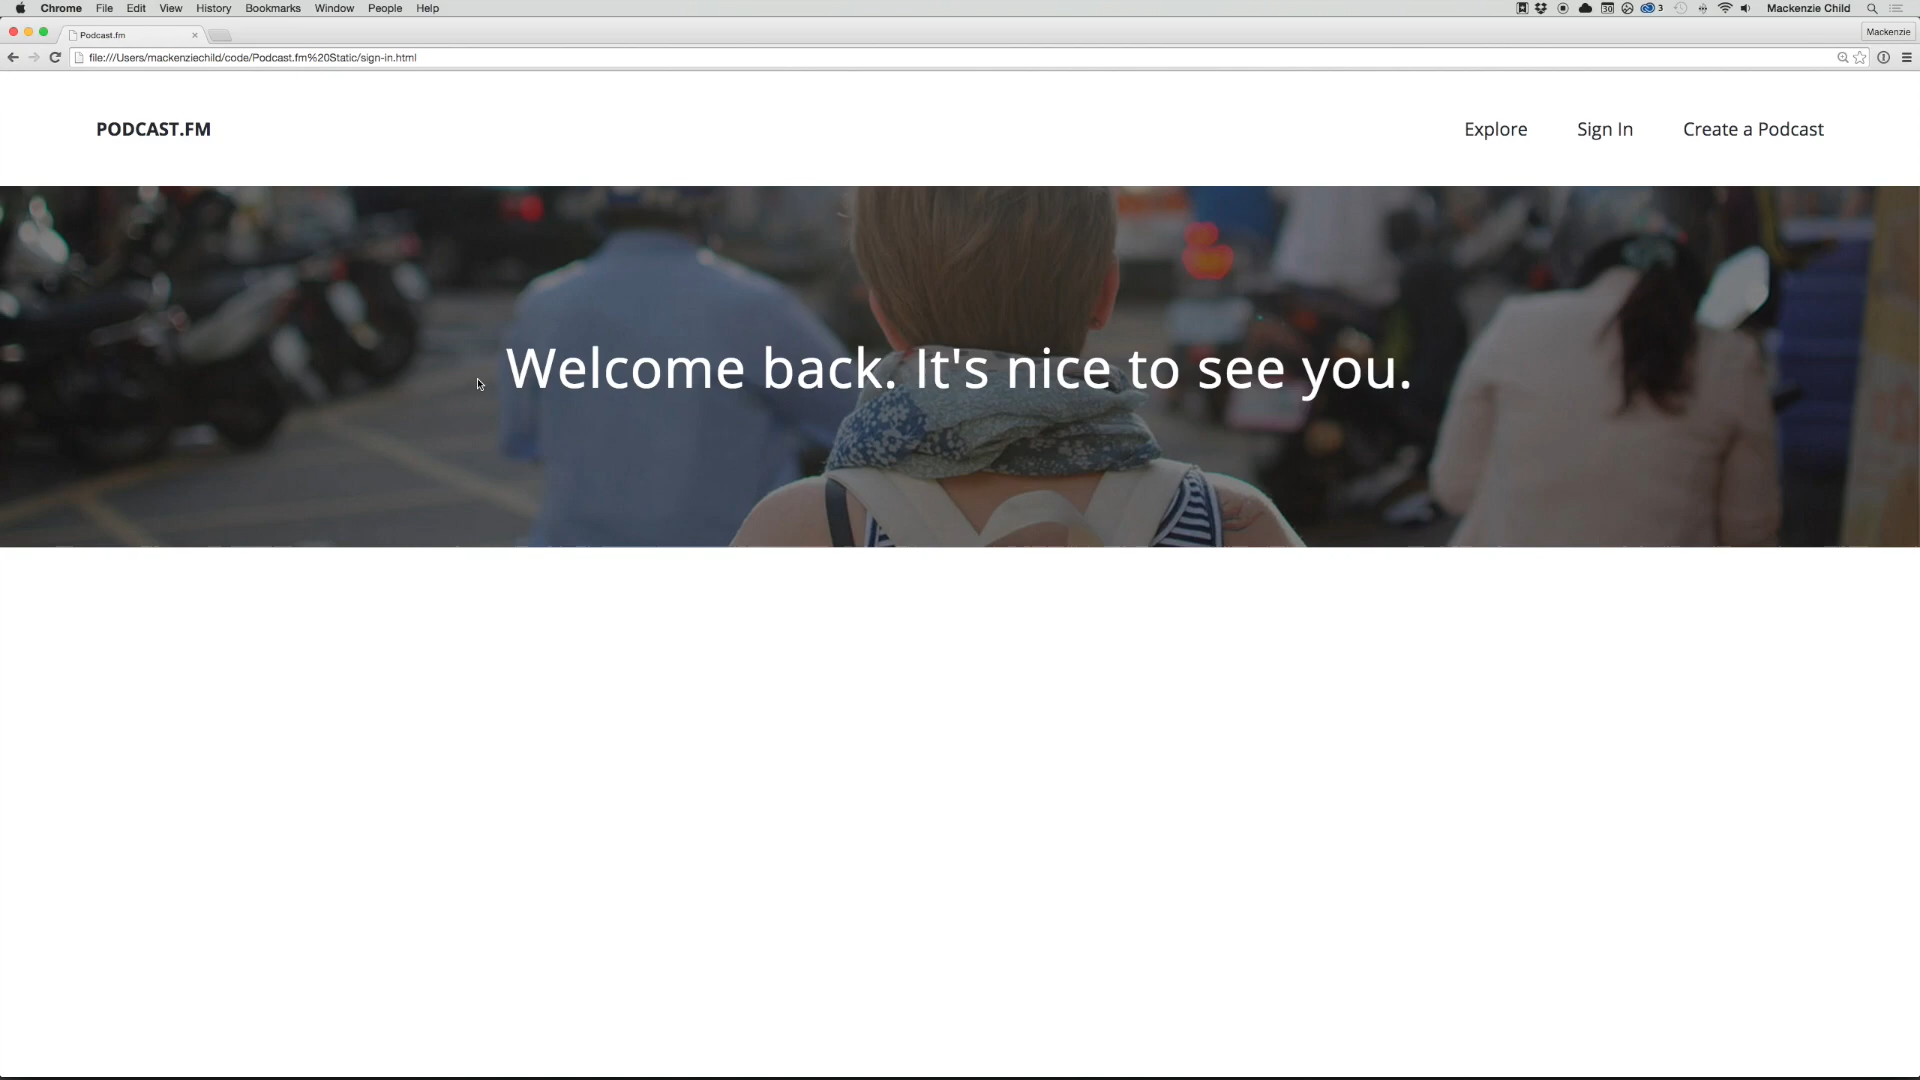 Chrome File Edit View History Bookmarks Window People Help 30 3 Mackenzie Child
Podcast.fm Mackenzie
file:///Users/mackenziechild/code/Podcast.fm%20Static/sign-in.html
PODCAST.FM Explore Sign In Create a Podcast
Welcome back. It's nice to see you.